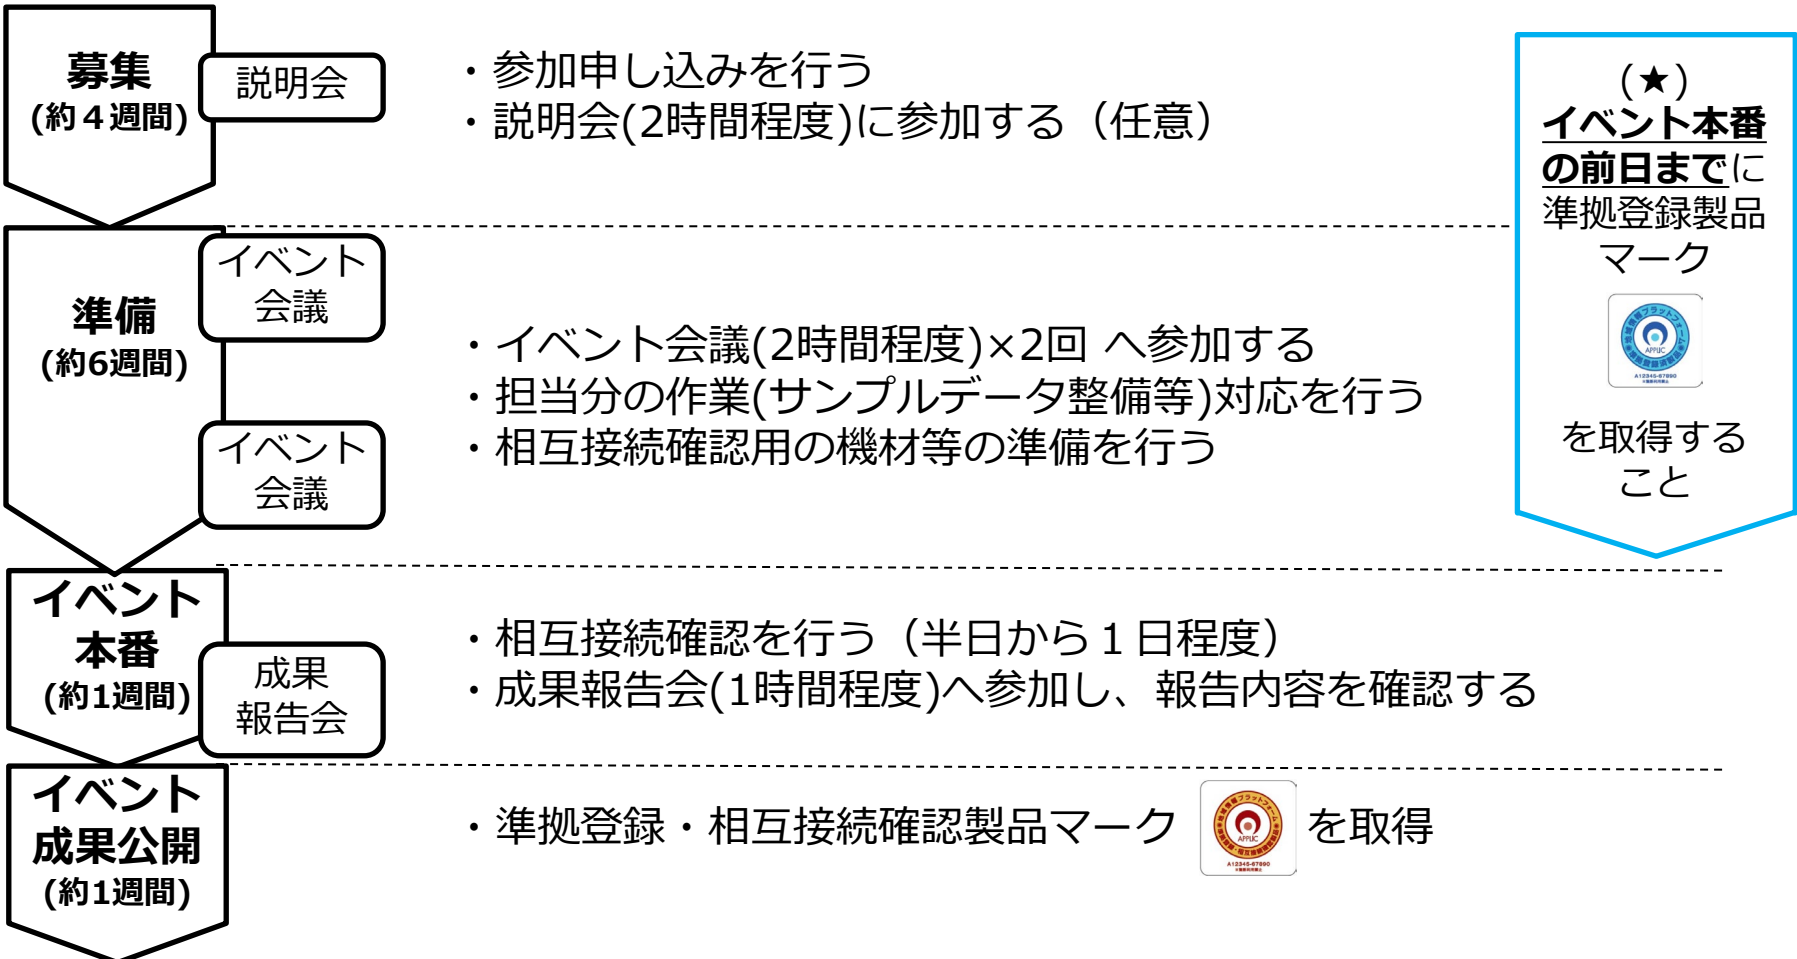 募集
(約４週間)
説明会
・参加申し込みを行う
・説明会(2時間程度)に参加する（任意）
(★)
イベント本番
の前日までに
準拠登録製品
マーク
APPLIC
A12345-67890
を取得する
こと
準備
(約6週間)
イベント
会議
イベント
会議
・イベント会議(2時間程度)×2回 へ参加する
・担当分の作業(サンプルデータ整備等)対応を行う
・相互接続確認用の機材等の準備を行う
イベント
本番
(約1週間)
成果
報告会
・相互接続確認を行う（半日から１日程度）
・成果報告会(1時間程度)へ参加し、報告内容を確認する
イベント
成果公開
(約1週間)
・準拠登録・相互接続確認製品マーク
APPLIC
A12345-67890
を取得